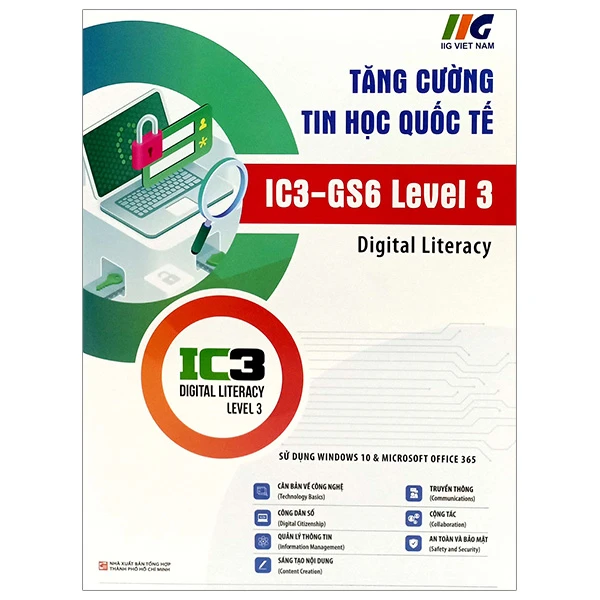 IIG
IIG VIET NAM
TĂNG CƯỜNG
TIN HỌC QUỐC TẾ
IC3-GS6 Level 3
Digital Literacy
IC3
DIGITAL LITERACY
LEVEL 3
SỬ DỤNG WINDOWS 10 & MICROSOFT OFFICE 365
CĂN BẢN VỀ CÔNG NGHỆ
(Technology Basics)
CÔNG DÂN SỐ
(Digital Citizenship)
QUẢN LÝ THÔNG TIN
(Information Management)
SÁNG TẠO NỘI DUNG
(Content Creation)
TRUYỀN THÔNG
(Communications)
CỘNG TÁC
(Collaboration)
AN TOÀN VÀ BẢO MẬT
(Safety and Security)
NHÀ XUẤT BẢN TỔNG HỢP
THÀNH PHỐ HỒ CHÍ MINH